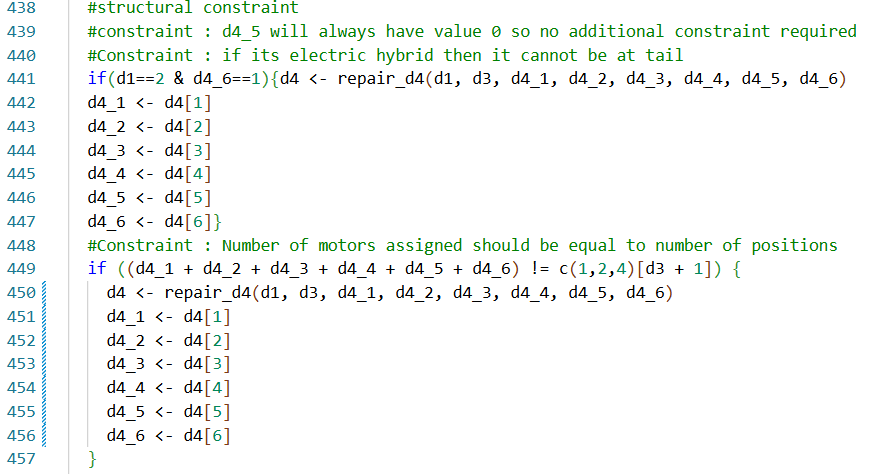 438 #structural constraint
439 #constraint : d4_5 will always have value 0 so no additional constraint required
440 #Constraint : if its electric hybrid then it cannot be at tail
441 if(d1==2 & d4_6==1){d4 <- repair_d4(d1, d3, d4_1, d4_2, d4_3, d4_4, d4_5, d4_6)
442 d4_1 <- d4[1]
443 d4_2 <- d4[2]
444 d4_3 <- d4[3]
445 d4_4 <- d4[4]
446 d4_5 <- d4[5]
447 d4_6 <- d4[6]}
448 #Constraint : Number of motors assigned should be equal to number of positions
449 if ((d4_1 + d4_2 + d4_3 + d4_4 + d4_5 + d4_6) != c(1,2,4)[d3 + 1]) {
450 d4 <- repair_d4(d1, d3, d4_1, d4_2, d4_3, d4_4, d4_5, d4_6)
451 d4_1 <- d4[1]
452 d4_2 <- d4[2]
453 d4_3 <- d4[3]
454 d4_4 <- d4[4]
455 d4_5 <- d4[5]
456 d4_6 <- d4[6]
457 }